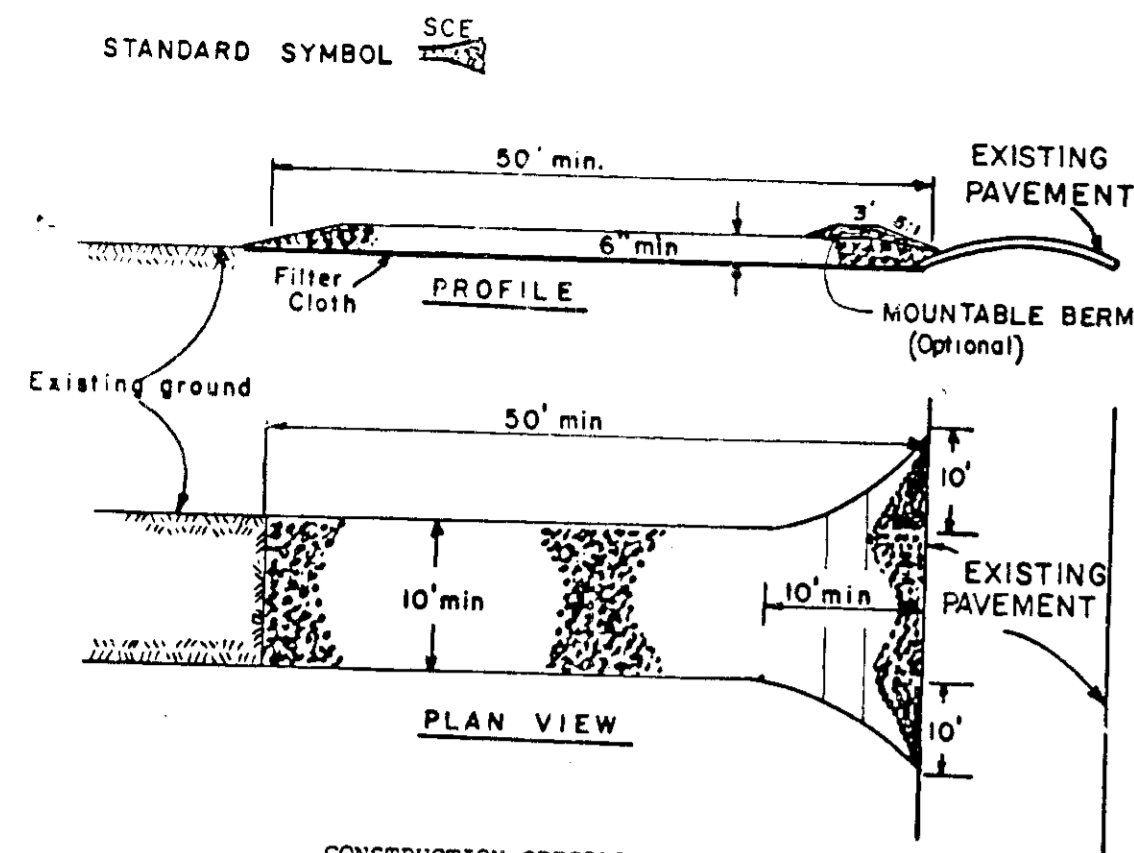 SCE
STANDARD SYMBOL
50' min.
EXISTING
PAVEMENT
3'
5:1
6" min
Filter
Cloth
PROFILE
MOUNTABLE BERM
(Optional)
Existing ground
50' min
10'
EXISTING
PAVEMENT
10' min
10' min
10'
PLAN VIEW